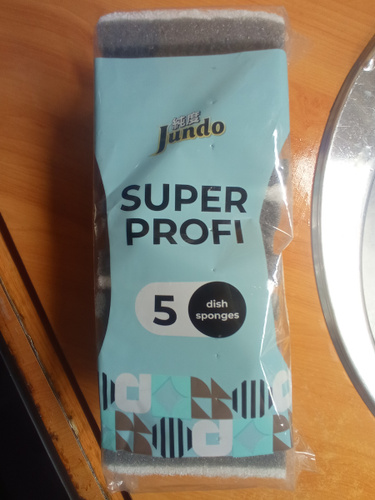 Jundo
SUPER
PROFI
5
dish
sponges